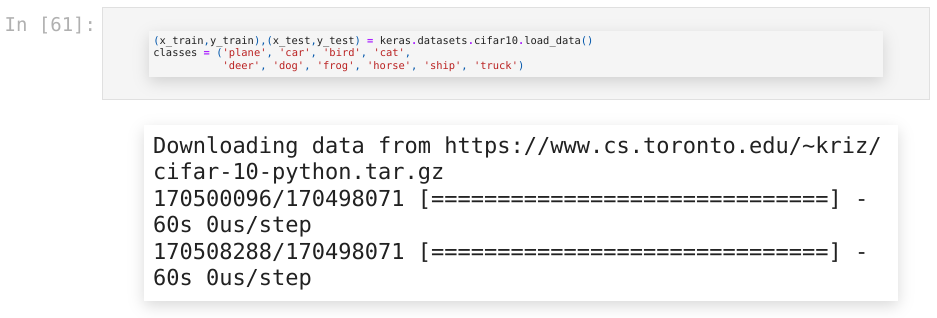 In [61]:
(x_train,y_train),(x_test,y_test) = keras.datasets.cifar10.load_data()
classes = ('plane', 'car', 'bird', 'cat',
           'deer', 'dog', 'frog', 'horse', 'ship', 'truck')
Downloading data from https://www.cs.toronto.edu/~kriz/
cifar-10-python.tar.gz
170500096/170498071 [==============================] -
60s 0us/step
170508288/170498071 [==============================] -
60s 0us/step